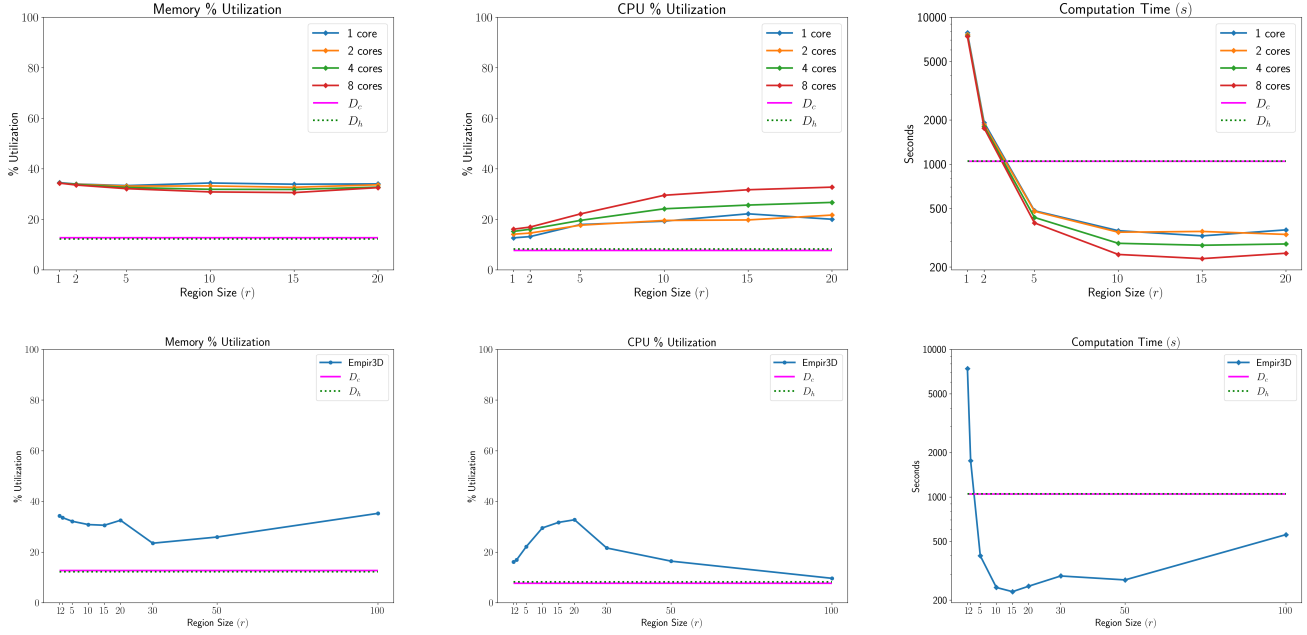 Memory % Utilization
100
80
60
40
20
0
% Utilization
1 2 5 10 15 20
Region Size (r)
1 core
2 cores
4 cores
8 cores
D_c
D_h
CPU % Utilization
100
80
60
40
20
0
% Utilization
1 2 5 10 15 20
Region Size (r)
1 core
2 cores
4 cores
8 cores
D_c
D_h
Computation Time (s)
10000
5000
2000
1000
500
200
Seconds
1 2 5 10 15 20
Region Size (r)
1 core
2 cores
4 cores
8 cores
D_c
D_h
Memory % Utilization
100
80
60
40
20
0
% Utilization
1 2 5 10 15 20 30 50 100
Region Size (r)
Empir3D
D_c
D_h
CPU % Utilization
100
80
60
40
20
0
% Utilization
1 2 5 10 15 20 30 50 100
Region Size (r)
Empir3D
D_c
D_h
Computation Time (s)
10000
5000
2000
1000
500
200
Seconds
1 2 5 10 15 20 30 50 100
Region Size (r)
Empir3D
D_c
D_h